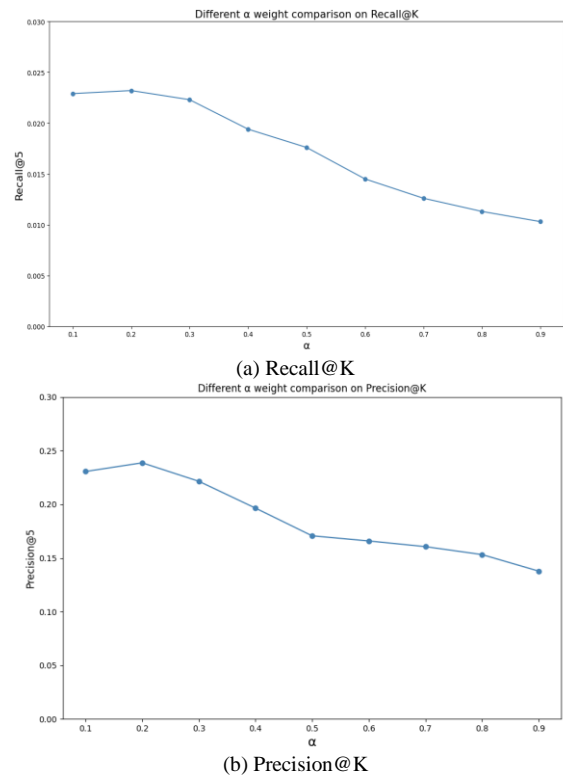 Different α weight comparison on Recall@K
0.030
0.025
0.020
0.015
0.010
0.005
0.000
Recall@5
0.1 0.2 0.3 0.4 0.5 0.6 0.7 0.8 0.9
α
(a) Recall@K
Different α weight comparison on Precision@K
0.30
0.25
0.20
0.15
0.10
0.05
0.00
Precision@5
0.1 0.2 0.3 0.4 0.5 0.6 0.7 0.8 0.9
α
(b) Precision@K